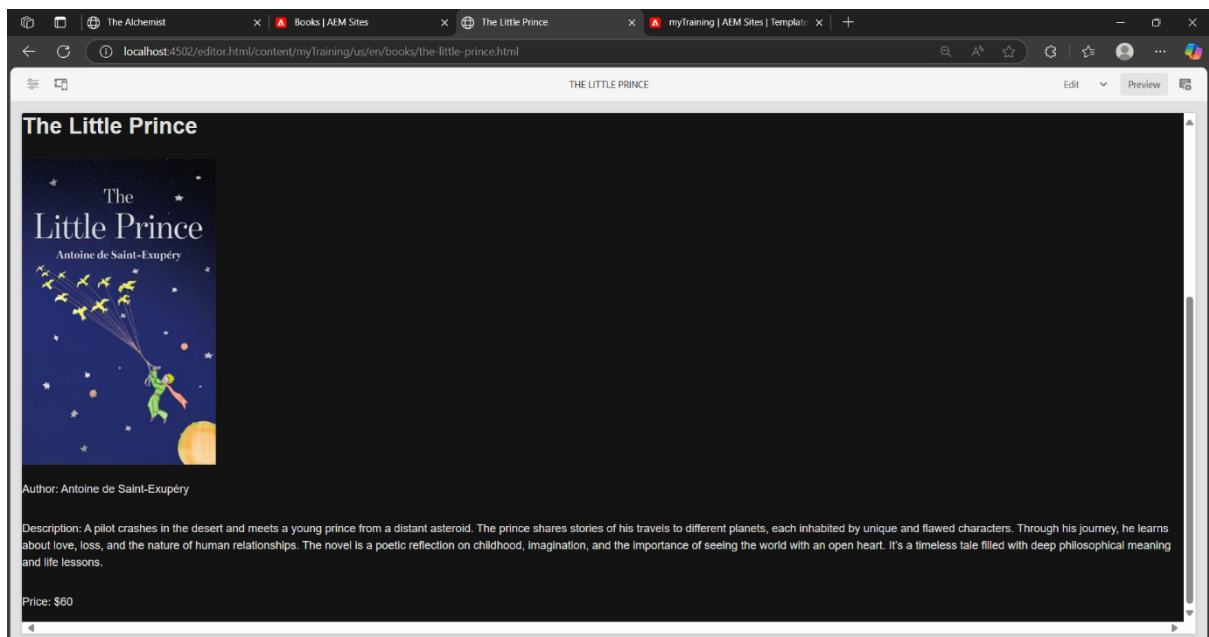 The Alchemist
Books | AEM Sites
The Little Prince
myTraining | AEM Sites | Template
localhost:4502/editor.html/content/myTraining/us/en/books/the-little-prince.html
THE LITTLE PRINCE
Edit
Preview
The Little Prince
The
Little Prince
Antoine de Saint-Exupéry
Author: Antoine de Saint-Exupéry
Description: A pilot crashes in the desert and meets a young prince from a distant asteroid. The prince shares stories of his travels to different planets, each inhabited by unique and flawed characters. Through his journey, he learns
about love, loss, and the nature of human relationships. The novel is a poetic reflection on childhood, imagination, and the importance of seeing the world with an open heart. It's a timeless tale filled with deep philosophical meaning
and life lessons.
Price: $60